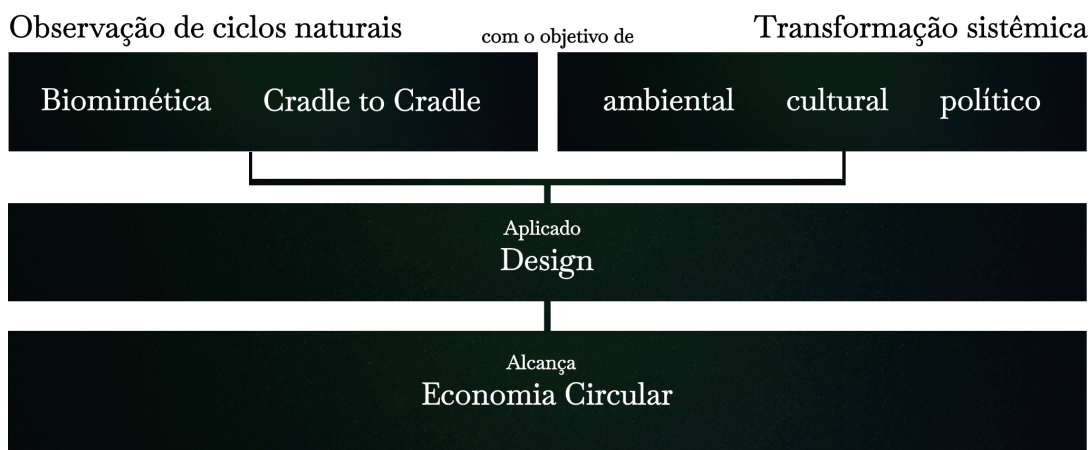 Observação de ciclos naturais com o objetivo de Transformação sistêmica
Biomimética Cradle to Cradle ambiental cultural político
Aplicado
Design
Alcança
Economia Circular